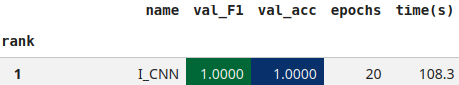 name val_F1 val_acc epochs time(s)
rank
1 I_CNN 1.0000 1.0000 20 108.3